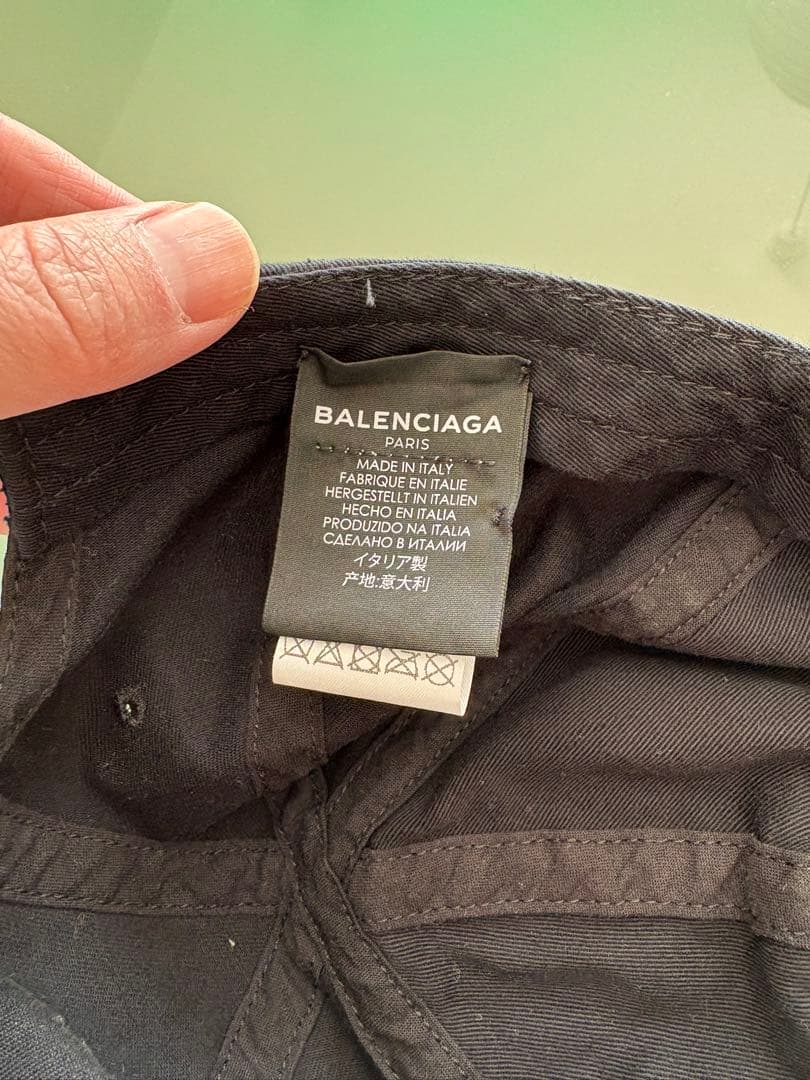 BALENCIAGA
PARIS
MADE IN ITALY
FABRIQUE EN ITALIE
HERGESTELLT IN ITALIEN
HECHO EN ITALIA
PRODUZIDO NA ITALIA
СДЕЛАНО В ИТАЛИИ
イタリア製
产地:意大利